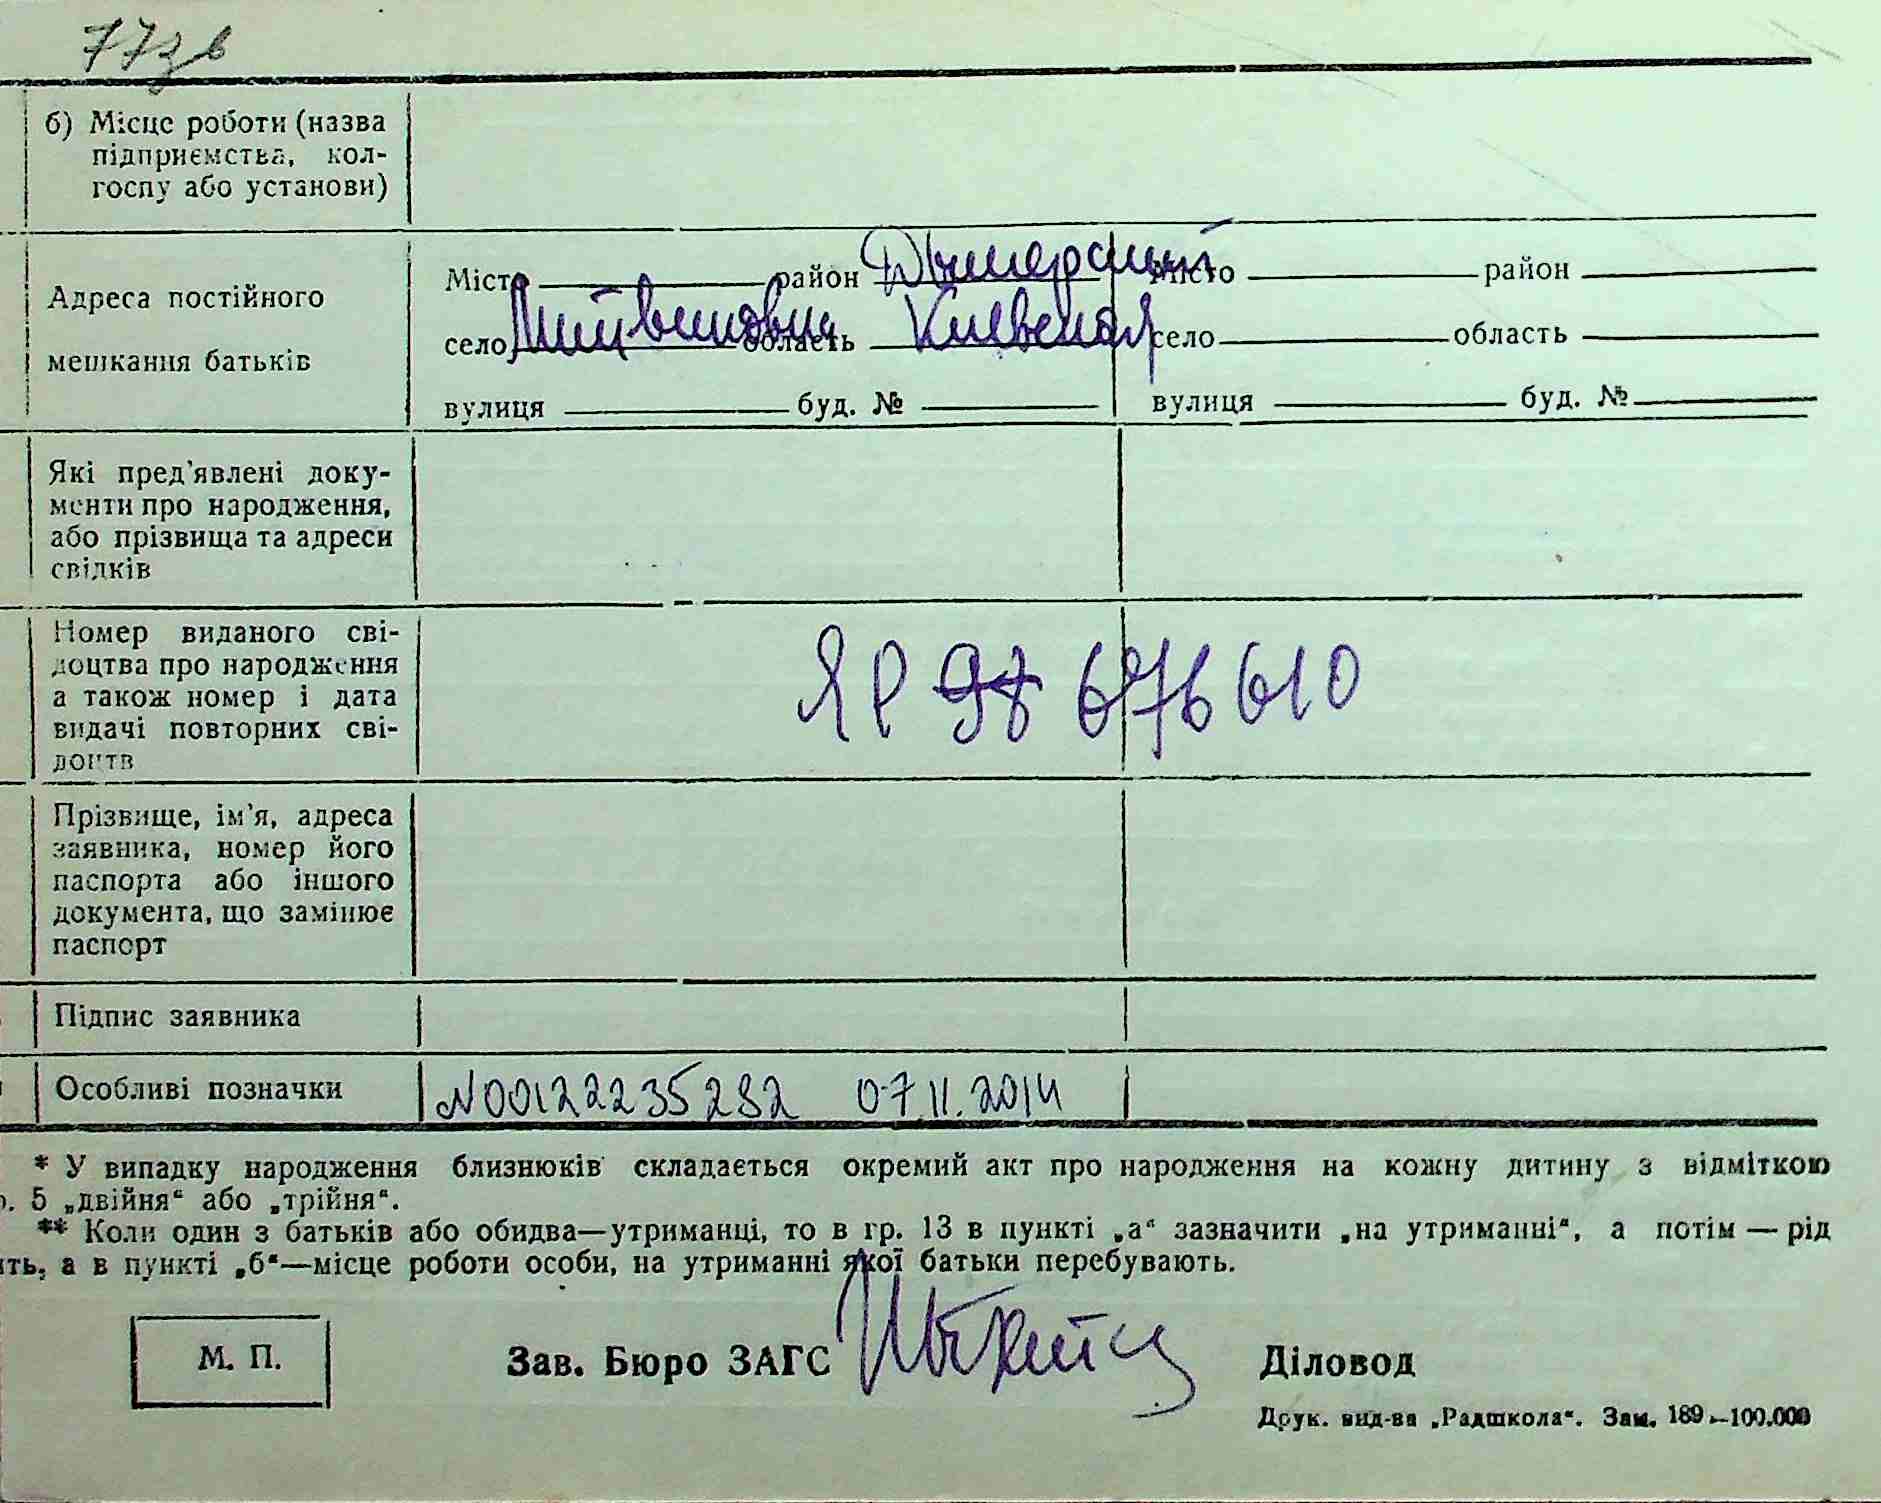 77зв
б) Місце роботи (назва
підприємства, кол-
госпу або установи)
Адреса постійного
мешкання батьків
Місто район Дымерский Місто район
село Литвиновка область Киевская село область
вулиця буд. № вулиця буд. №
Які пред'явлені доку-
менти про народження,
або прізвища та адреси
свідків
Номер виданого сві-
доцтва про народження
а також номер і дата
видачі повторних сві-
доцтв
ЯР 98 676610
Прізвище, ім'я, адреса
заявника, номер його
паспорта або іншого
документа, що замінює
паспорт
Підпис заявника
Особливі позначки №00122235282 07.11.2014
* У випадку народження близнюків складається окремий акт про народження на кожну дитину з відміткою
р. 5 „двійня“ або „трійня“.
** Коли один з батьків або обидва—утриманці, то в гр. 13 в пункті „а“ зазначити „на утриманні“, а потім — рід
ять, а в пункті „б“—місце роботи особи, на утриманні якої батьки перебувають.
М. П.
Зав. Бюро ЗАГС Діловод
Друк. вид-ва „Радшкола“. Зам. 189—100.000